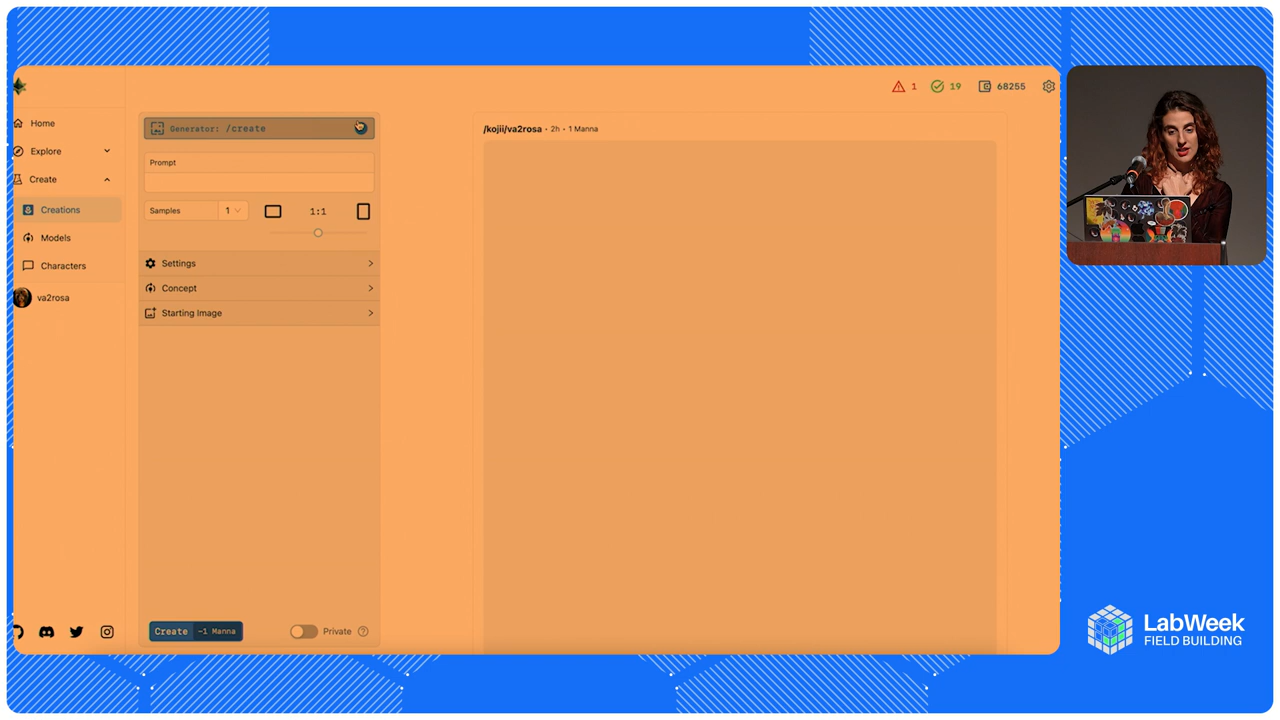 1
19
68255
Home
Explore
Create
Creations
Models
Characters
va2rosa
Generator: /create
Prompt
Samples
1
1:1
Settings
Concept
Starting Image
Create ~1 Manna
Private
/kojii/va2rosa • 2h • 1 Manna
LabWeek
FIELD BUILDING